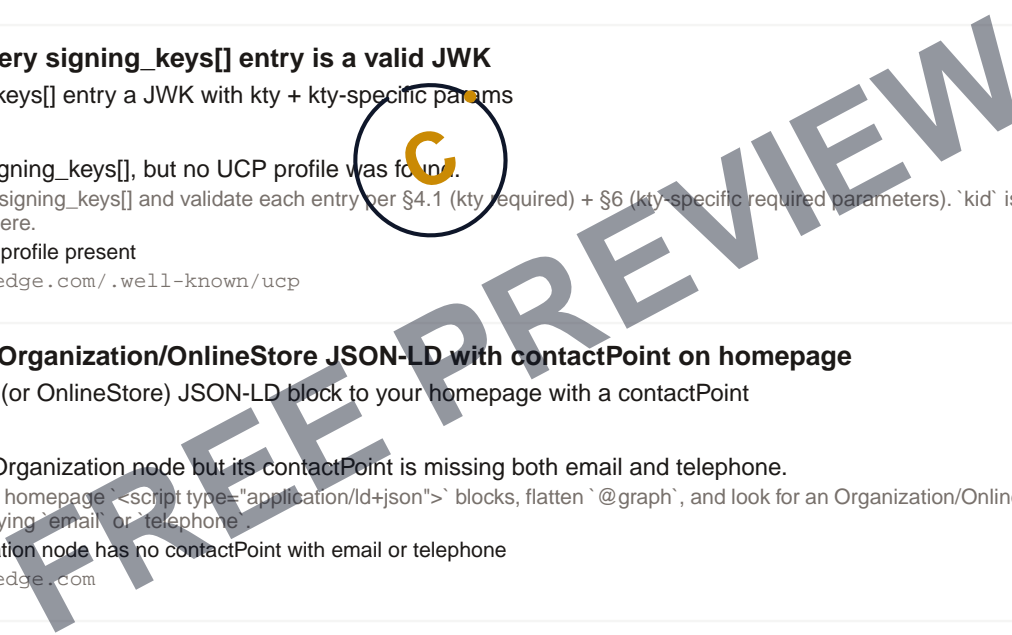 ery signing_keys[] entry is a valid JWK
keys[] entry a JWK with kty + kty-specific params
gning_keys[], but no UCP profile was found.
signing_keys[] and validate each entry per §4.1 (kty required) + §6 (kty-specific required parameters). `kid` is
ere.
profile present
edge.com/.well-known/ucp
Organization/OnlineStore JSON-LD with contactPoint on homepage
(or OnlineStore) JSON-LD block to your homepage with a contactPoint
Organization node but its contactPoint is missing both email and telephone.
homepage `<script type="application/ld+json">` blocks, flatten `@graph`, and look for an Organization/Onlin
ying `email` or `telephone`.
tion node has no contactPoint with email or telephone
edge.com
C
FREE PREVIEW